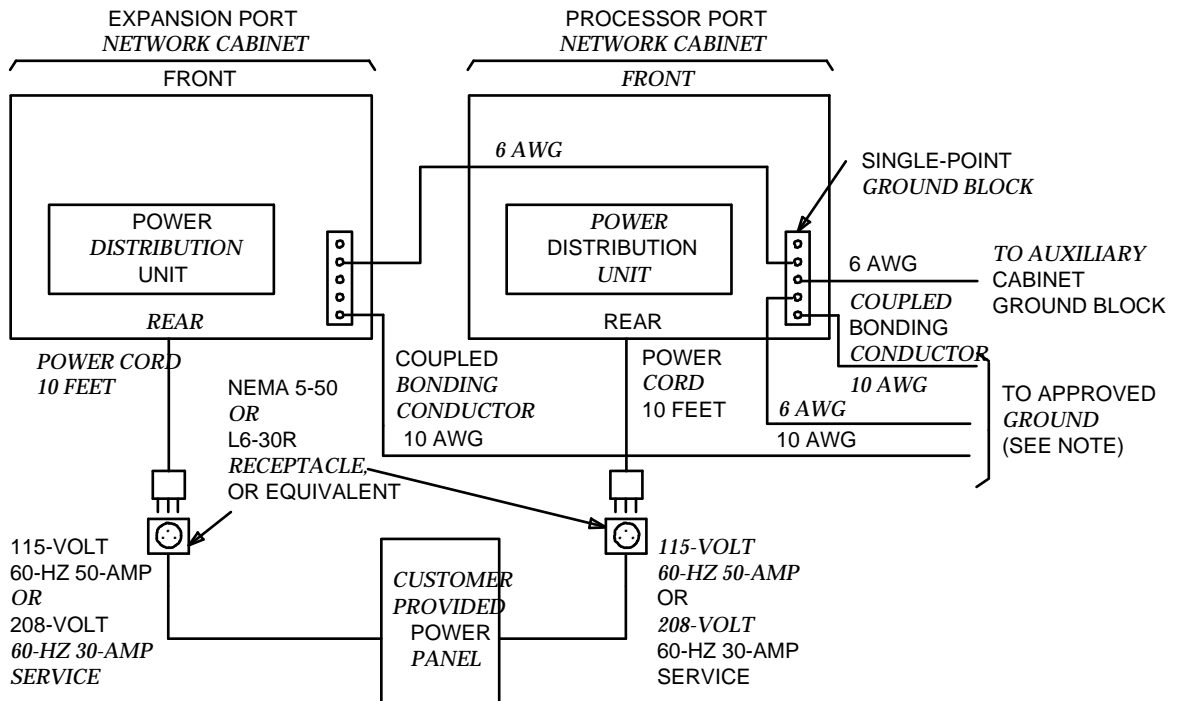 EXPANSION PORT
NETWORK CABINET
FRONT
PROCESSOR PORT
NETWORK CABINET
FRONT
6 AWG
SINGLE-POINT
GROUND BLOCK
POWER
DISTRIBUTION
UNIT
POWER
DISTRIBUTION
UNIT
6 AWG
TO AUXILIARY
CABINET
GROUND BLOCK
REAR
REAR
COUPLED
BONDING
CONDUCTOR
10 AWG
POWER CORD
10 FEET
NEMA 5-50
OR
L6-30R
RECEPTACLE,
OR EQUIVALENT
COUPLED
BONDING
CONDUCTOR
10 AWG
POWER
CORD
10 FEET
6 AWG
10 AWG
TO APPROVED
GROUND
(SEE NOTE)
115-VOLT
60-HZ 50-AMP
OR
208-VOLT
60-HZ 30-AMP
SERVICE
CUSTOMER
PROVIDED
POWER
PANEL
115-VOLT
60-HZ 50-AMP
OR
208-VOLT
60-HZ 30-AMP
SERVICE